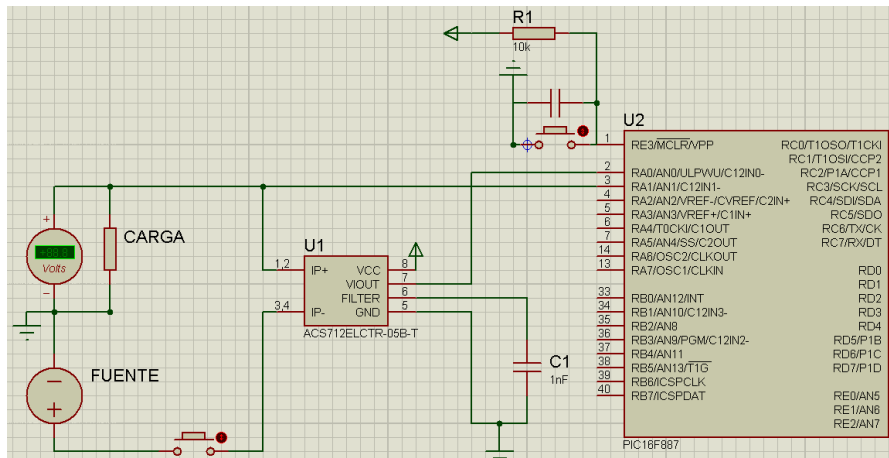 R1
10k
U2
1
RE3/MCLR/VPP
RC0/T1OSO/T1CKI
RC1/T1OSI/CCP2
2
RA0/AN0/ULPWU/C12IN0-
RC2/P1A/CCP1
3
RA1/AN1/C12IN1-
RC3/SCK/SCL
4
RA2/AN2/VREF-/CVREF/C2IN+
RC4/SDI/SDA
5
RA3/AN3/VREF+/C1IN+
RC5/SDO
6
RA4/T0CKI/C1OUT
RC6/TX/CK
7
RA5/AN4/SS/C2OUT
RC7/RX/DT
14
RA6/OSC2/CLKOUT
13
RA7/OSC1/CLKIN
RD0
RD1
33
RB0/AN12/INT
RD2
34
RB1/AN10/C12IN3-
RD3
35
RB2/AN8
RD4
36
RB3/AN9/PGM/C12IN2-
RD5/P1B
37
RB4/AN11
RD6/P1C
38
RB5/AN13/T1G
RD7/P1D
39
RB6/ICSPCLK
40
RB7/ICSPDAT
RE0/AN5
RE1/AN6
RE2/AN7
PIC16F887
+
Volts
−
CARGA
U1
1,2
IP+
VCC
8
VIOUT
7
FILTER
6
3,4
IP-
GND
5
ACS712ELCTR-05B-T
C1
1nF
FUENTE
−
+